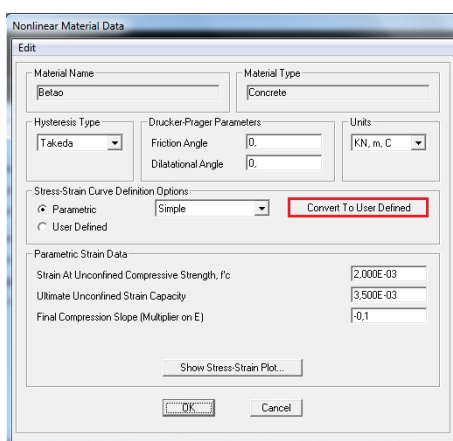 Nonlinear Material Data
Edit
Material Name
Material Type
Betao
Concrete
Hysteresis Type
Drucker-Prager Parameters
Units
Takeda
Friction Angle
0,
KN, m, C
Dilatational Angle
0,
Stress-Strain Curve Definition Options
Parametric
Simple
Convert To User Defined
User Defined
Parametric Strain Data
Strain At Unconfined Compressive Strength, f'c
2,000E-03
Ultimate Unconfined Strain Capacity
3,500E-03
Final Compression Slope (Multiplier on E)
-0,1
Show Stress-Strain Plot...
OK
Cancel